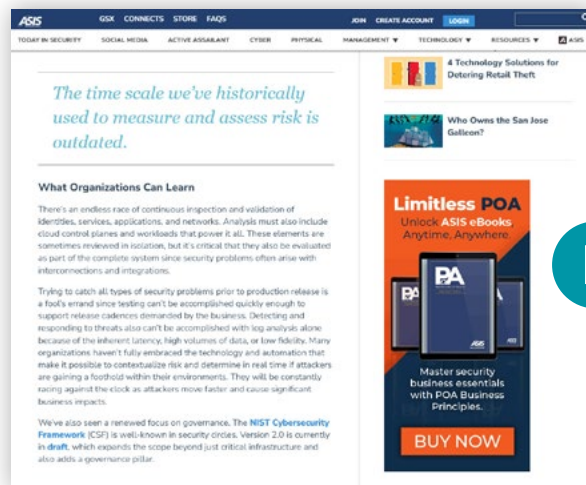 ASIS
GSX CONNECTS STORE FAQS
JOIN CREATE ACCOUNT LOGIN
TODAY IN SECURITY SOCIAL MEDIA ACTIVE ASSAILANT CYBER PHYSICAL MANAGEMENT ▼ TECHNOLOGY ▼ RESOURCES ▼ ASIS
The time scale we've historically
used to measure and assess risk is
outdated.
What Organizations Can Learn
There's an endless race of continuous inspection and validation of
identities, services, applications, and networks. Analysis must also include
cloud control planes and workloads that power it all. These elements are
sometimes reviewed in isolation, but it's critical that they also be evaluated
as part of the complete system since security problems often arise with
interconnections and integrations.
Trying to catch all types of security problems prior to production release is
a fool's errand since testing can't be accomplished quickly enough to
support release cadences demanded by the business. Detecting and
responding to threats also can't be accomplished with log analysis alone
because of the inherent latency, high volumes of data, or low fidelity. Many
organizations haven't fully embraced the technology and automation that
make it possible to contextualize risk and determine in real time if attackers
are gaining a foothold within their environments. They will be constantly
racing against the clock as attackers move faster and cause significant
business impacts.
We've also seen a renewed focus on governance. The NIST Cybersecurity
Framework (CSF) is well-known in security circles. Version 2.0 is currently
in draft, which expands the scope beyond just critical infrastructure and
also adds a governance pillar.
4 Technology Solutions for
Detering Retail Theft
Who Owns the San Jose
Galleon?
Limitless POA
Unlock ASIS eBooks
Anytime, Anywhere.
POA
ASIS
Master security
business essentials
with POA Business
Principles.
BUY NOW